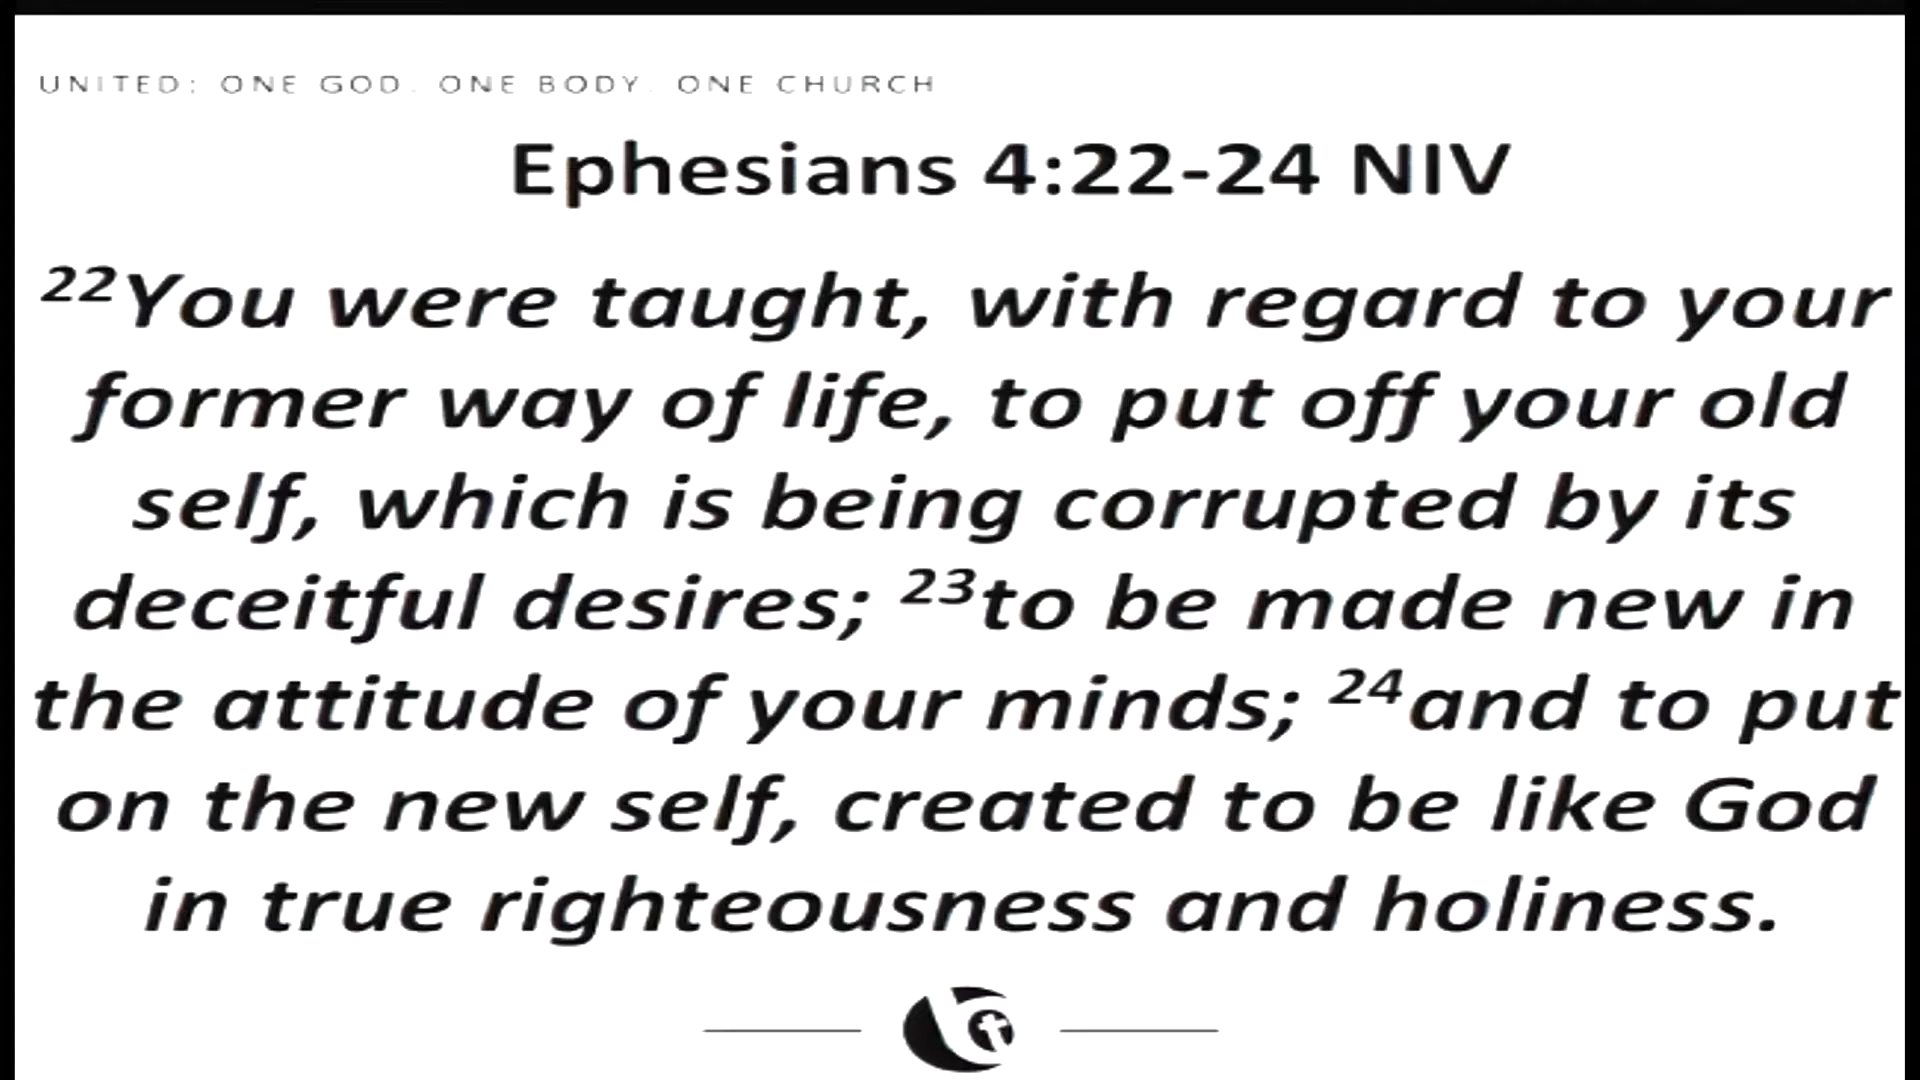 UNITED: ONE GOD. ONE BODY. ONE CHURCH
Ephesians 4:22-24 NIV
²²You were taught, with regard to your
former way of life, to put off your old
self, which is being corrupted by its
deceitful desires; ²³to be made new in
the attitude of your minds; ²⁴and to put
on the new self, created to be like God
in true righteousness and holiness.